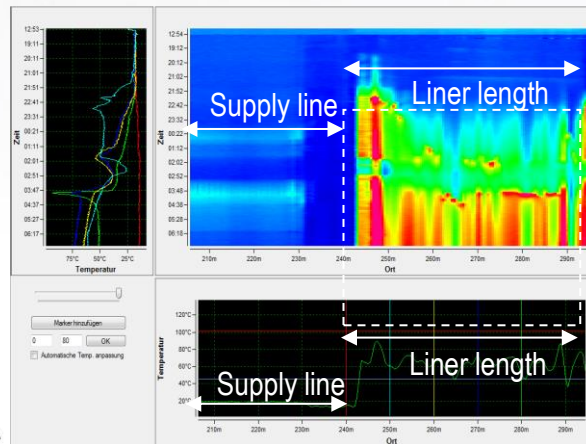 12:53
19:11
20:11
21:01
22:41
23:31
00:21
01:11
02:01
02:51
03:47
04:37
05:27
06:17
Zeit
75°C 50°C 25°C
Temperatur
12:54
19:12
20:12
21:02
21:52
22:42
23:32
00:22
01:12
02:02
02:52
03:48
04:38
05:28
06:18
Zeit
Supply line
Liner length
210m 220m 230m 240m 250m 260m 270m 280m 290m
Ort
Marker hinzufügen
0 80 OK
Automatische Temp. anpassung
120°C
100°C
80°C
60°C
40°C
20°C
Temperatur
Supply line
Liner length
210m 220m 230m 240m 250m 260m 270m 280m 290m
Ort